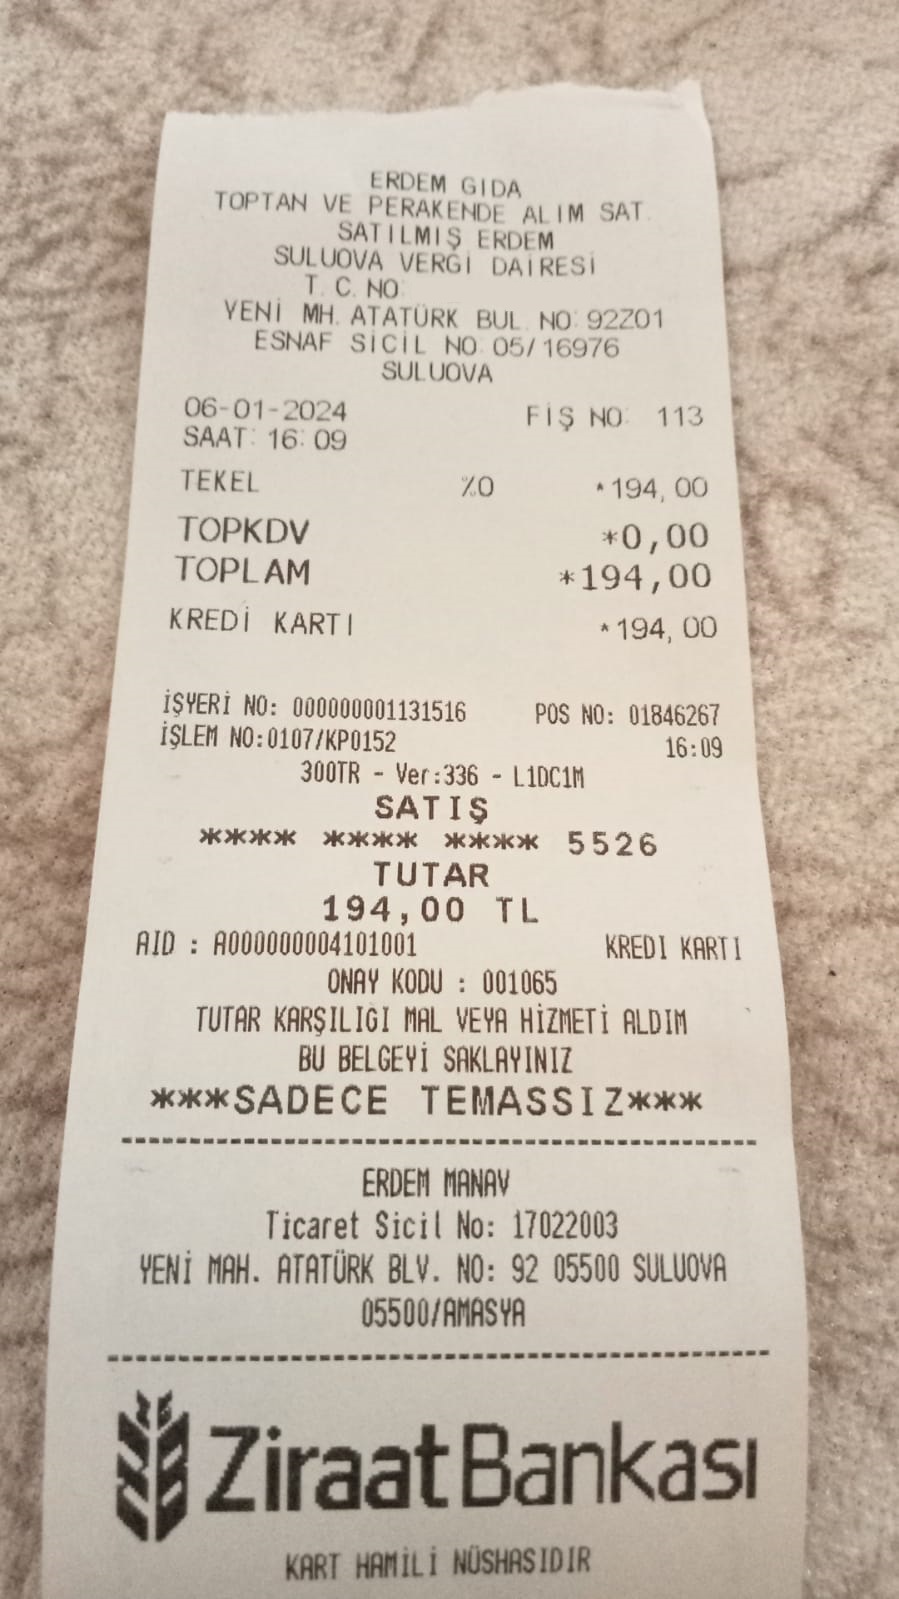 ERDEM GIDA
TOPTAN VE PERAKENDE ALIM SAT.
SATILMIŞ ERDEM
SULUOVA VERGİ DAİRESİ
T. C. NO:
YENİ MH. ATATÜRK BUL. NO: 92Z01
ESNAF SİCİL NO: 05/16976
SULUOVA
06-01-2024 FİŞ NO: 113
SAAT: 16:09
TEKEL %0 *194,00
TOPKDV *0,00
TOPLAM *194,00
KREDİ KARTI *194,00
İŞYERİ NO: 000000001131516 POS NO: 01846267
İŞLEM NO:0107/KP0152 16:09
300TR - Ver:336 - L1DC1M
SATIŞ
**** **** **** 5526
TUTAR
194,00 TL
AID : A0000000041010​01 KREDI KARTI
ONAY KODU : 001065
TUTAR KARŞILIĞI MAL VEYA HİZMETİ ALDIM
BU BELGEYİ SAKLAYINIZ
***SADECE TEMASSIZ***
ERDEM MANAV
Ticaret Sicil No: 17022003
YENİ MAH. ATATÜRK BLV. NO: 92 05500 SULUOVA
05500/AMASYA
Ziraat Bankası
KART HAMİLİ NÜSHASIDIR